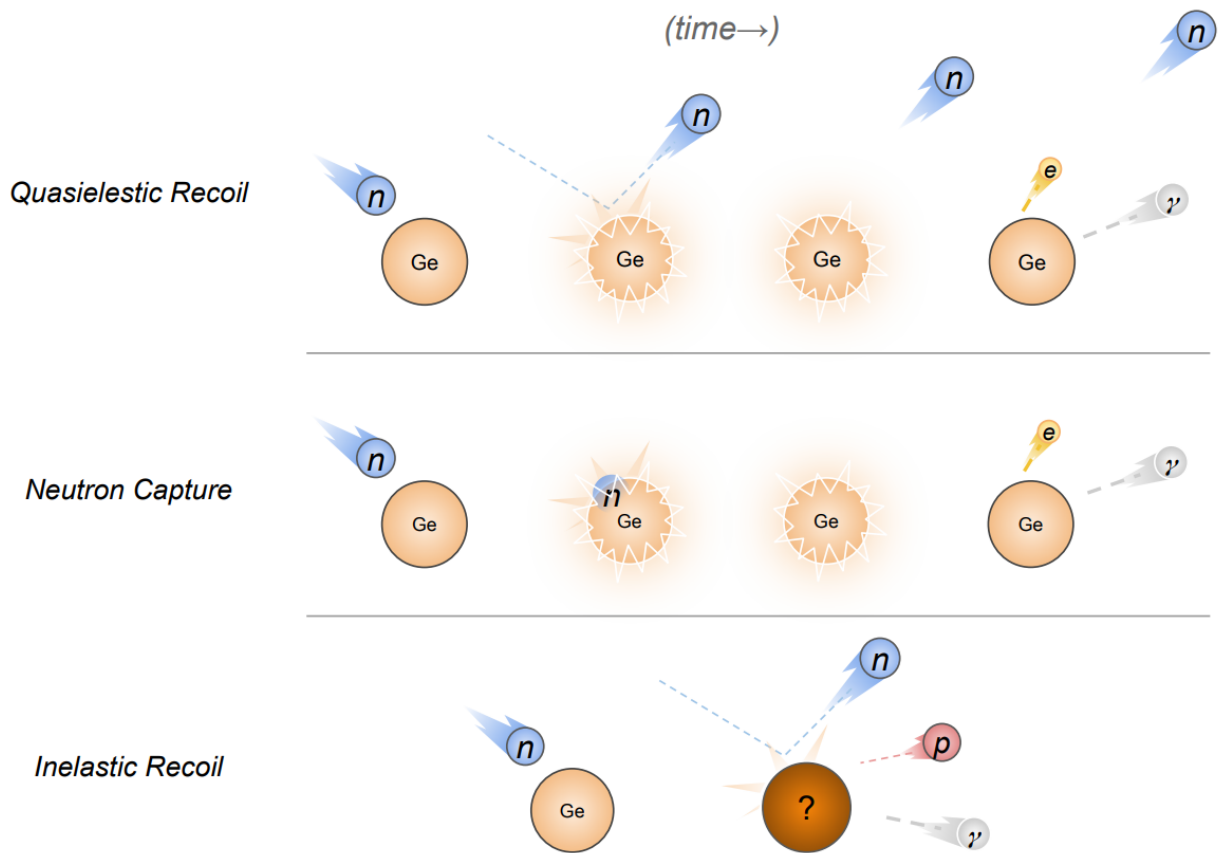 (time→)
n
n
n
n
e
γ
Quasielestic Recoil
n
Ge
Ge
Ge
Ge
e
γ
n
n
Neutron Capture
Ge
Ge
Ge
Ge
n
n
p
Inelastic Recoil
Ge
?
γ